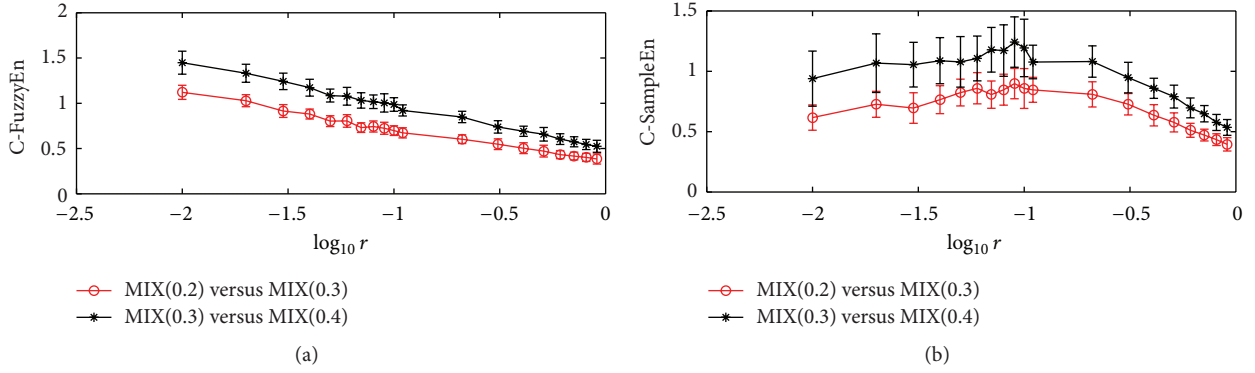 2
1.5
1
0.5
0
C-FuzzyEn
−2.5 −2 −1.5 −1 −0.5 0
log10 r
MIX(0.2) versus MIX(0.3)
MIX(0.3) versus MIX(0.4)
(a)
1.5
1
0.5
0
C-SampleEn
−2.5 −2 −1.5 −1 −0.5 0
log10 r
MIX(0.2) versus MIX(0.3)
MIX(0.3) versus MIX(0.4)
(b)